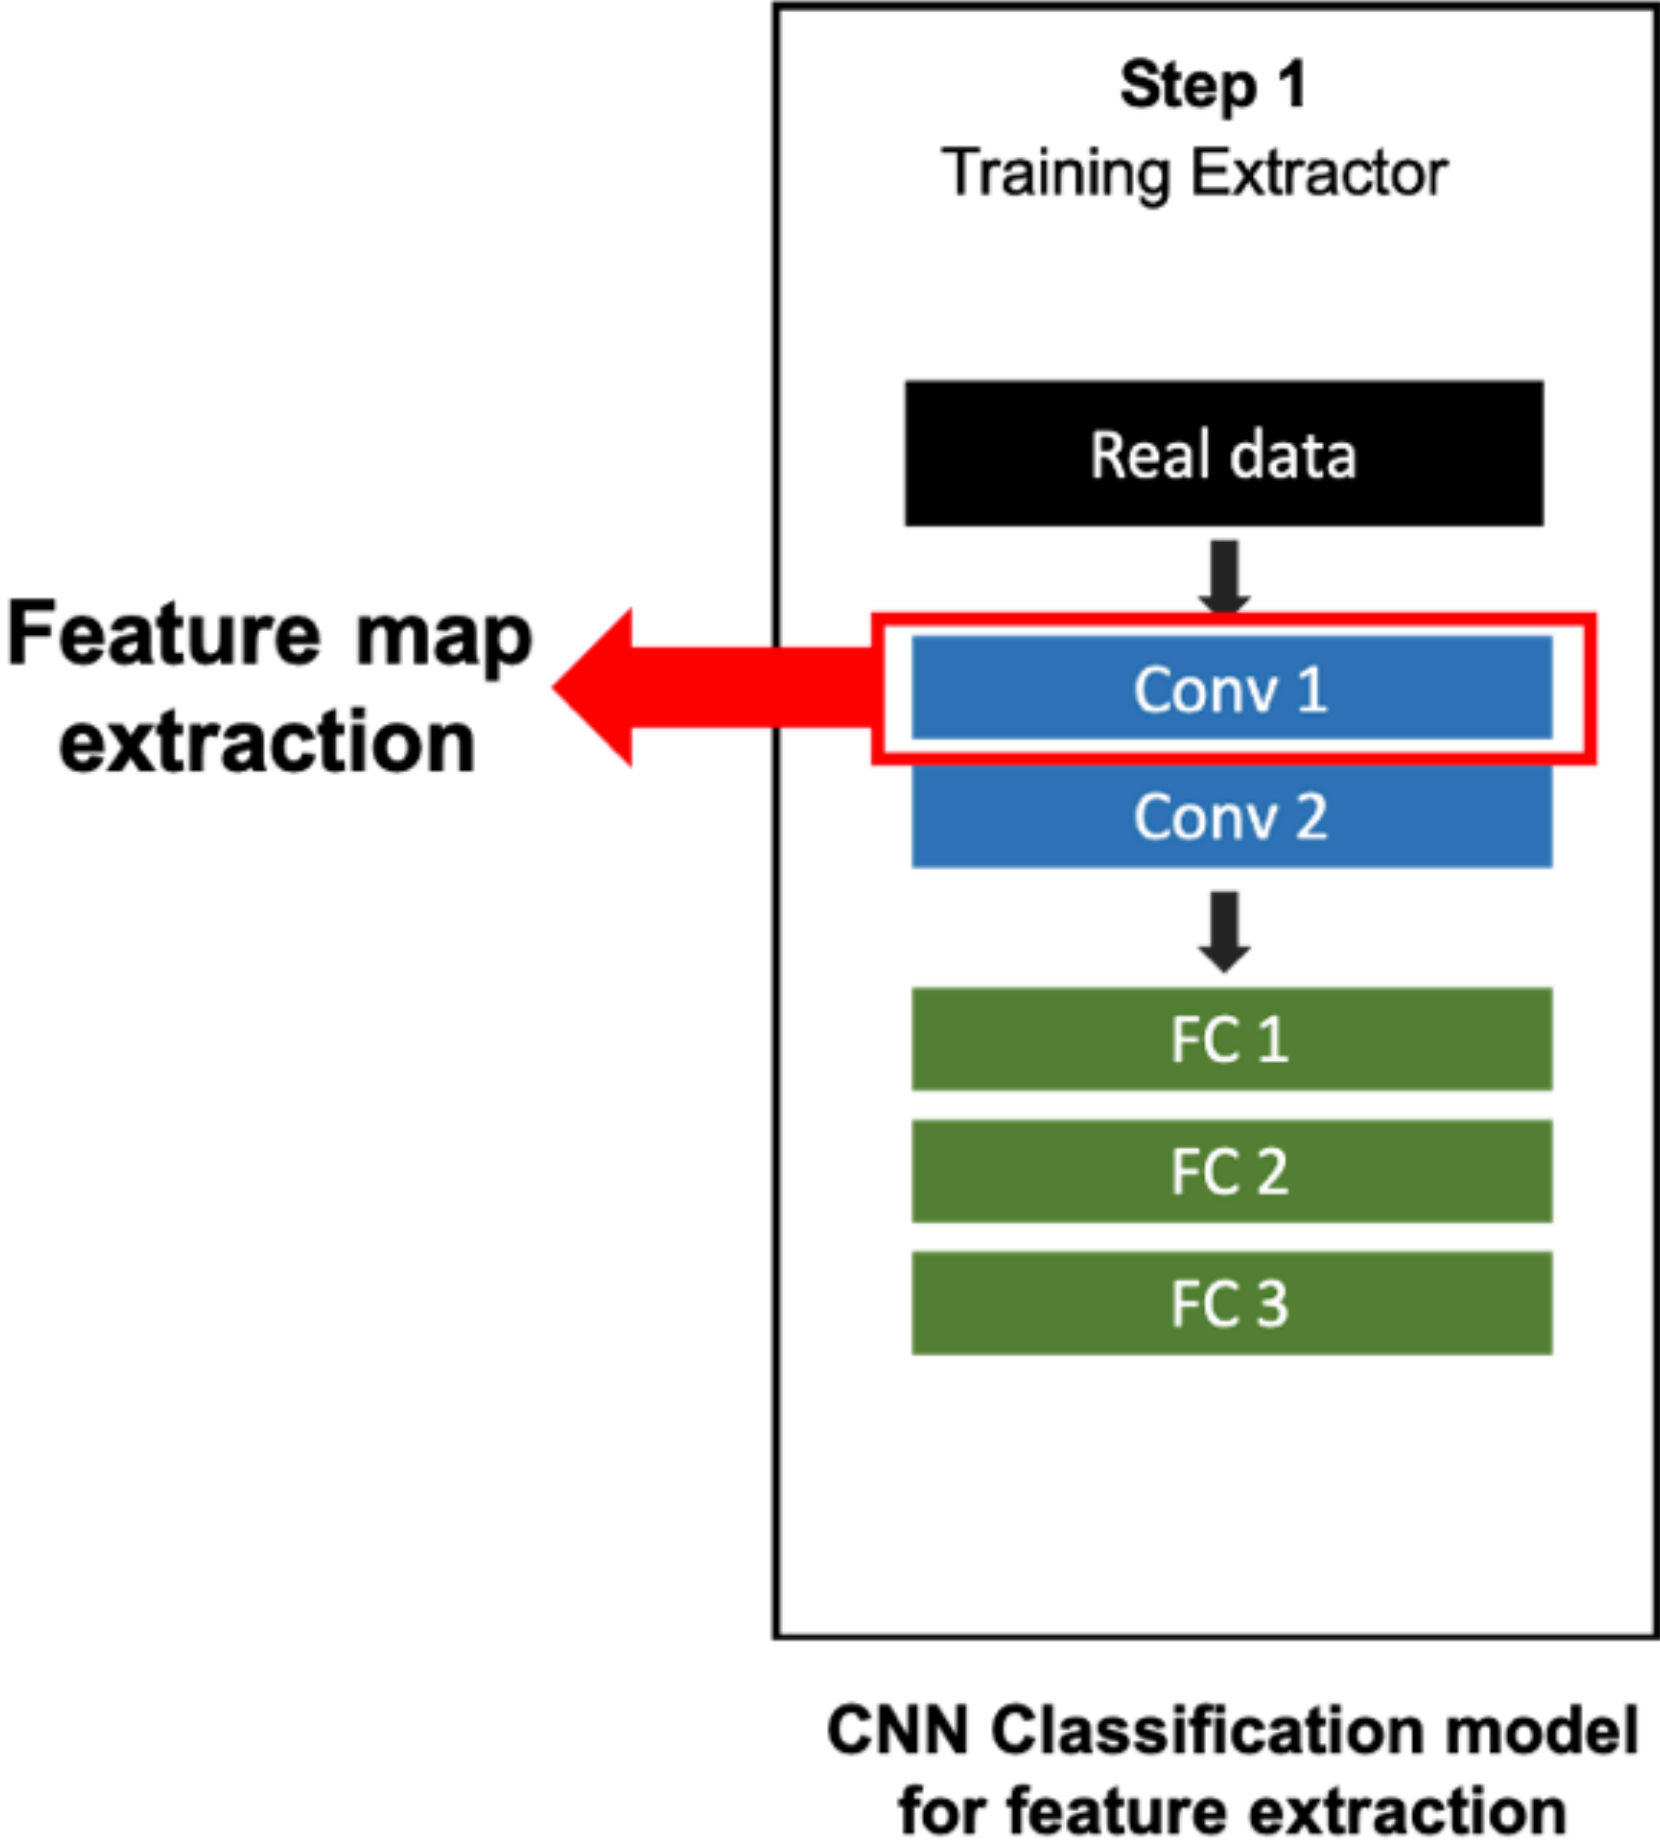 Step 1
Training Extractor
Real data
Feature map
extraction
Conv 1
Conv 2
FC 1
FC 2
FC 3
CNN Classification model
for feature extraction